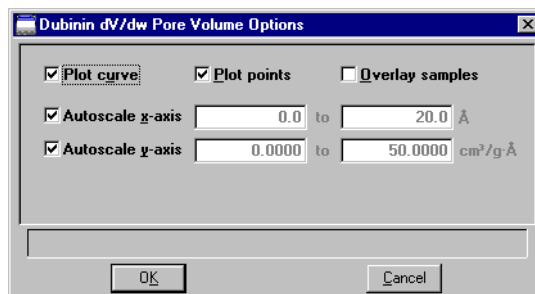 Dubinin dV/dw Pore Volume Options
Plot curve Plot points Overlay samples
Autoscale x-axis 0.0 to 20.0 Å
Autoscale y-axis 0.0000 to 50.0000 cm³/g·Å
OK Cancel